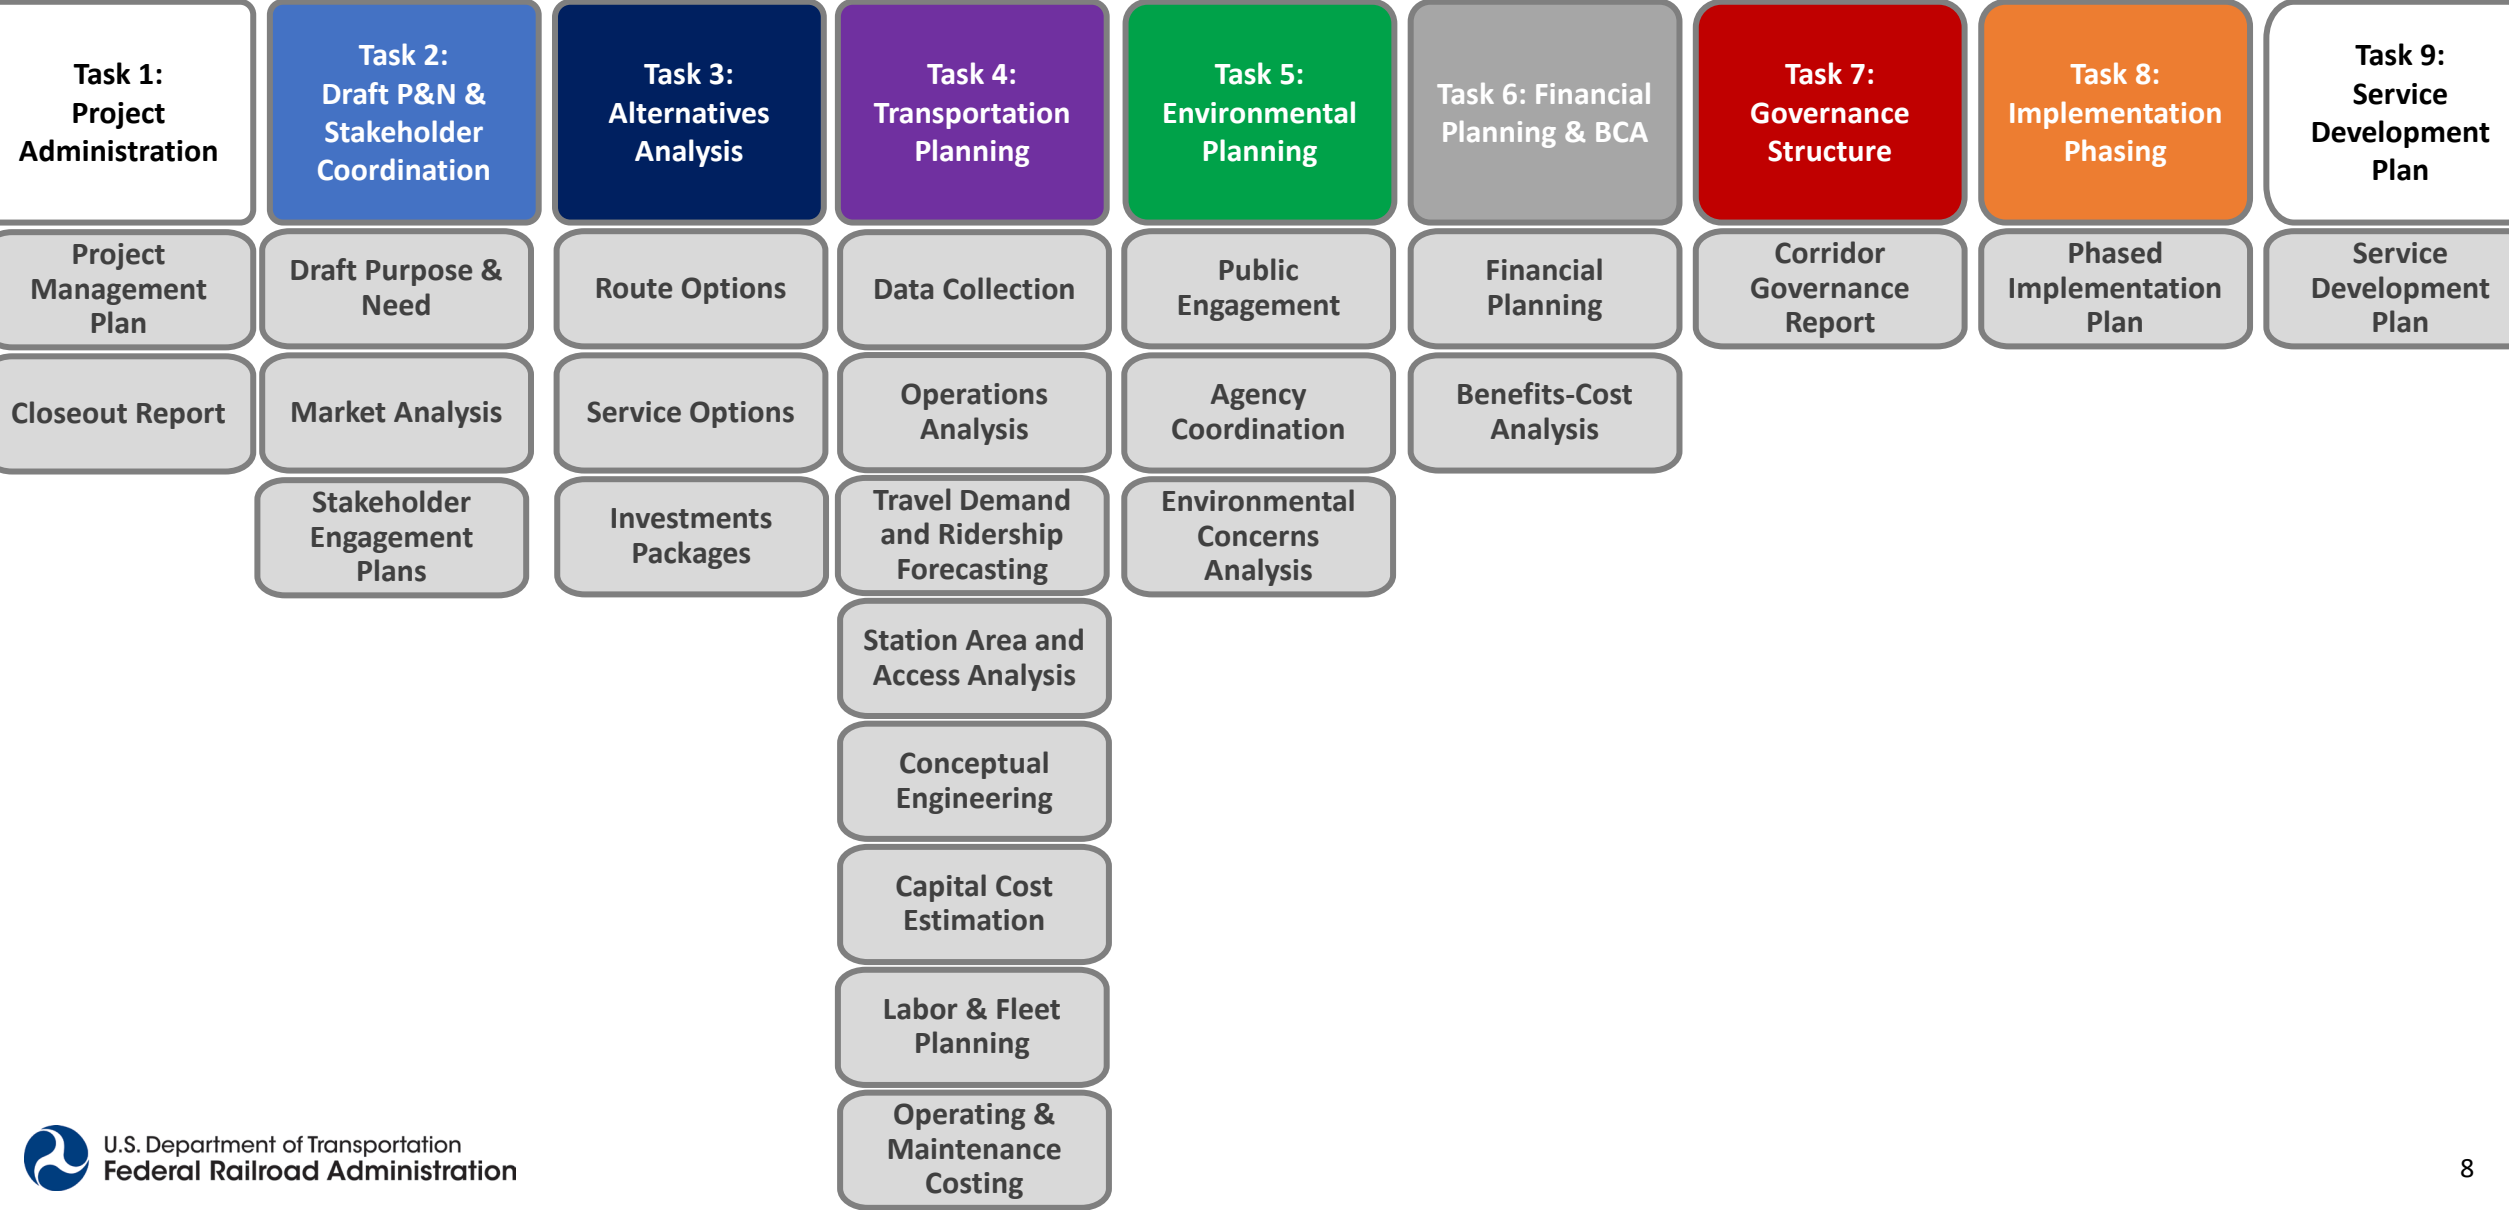 Task 1:
Project
Administration
Project
Management
Plan
Closeout Report
Task 2:
Draft P&N &
Stakeholder
Coordination
Draft Purpose &
Need
Market Analysis
Stakeholder
Engagement
Plans
Task 3:
Alternatives
Analysis
Route Options
Service Options
Investments
Packages
Task 4:
Transportation
Planning
Data Collection
Operations
Analysis
Travel Demand
and Ridership
Forecasting
Station Area and
Access Analysis
Conceptual
Engineering
Capital Cost
Estimation
Labor & Fleet
Planning
Operating &
Maintenance
Costing
Task 5:
Environmental
Planning
Public
Engagement
Agency
Coordination
Environmental
Concerns
Analysis
Task 6: Financial
Planning & BCA
Financial
Planning
Benefits-Cost
Analysis
Task 7:
Governance
Structure
Corridor
Governance
Report
Task 8:
Implementation
Phasing
Phased
Implementation
Plan
Task 9:
Service
Development
Plan
Service
Development
Plan
U.S. Department of Transportation
Federal Railroad Administration
8